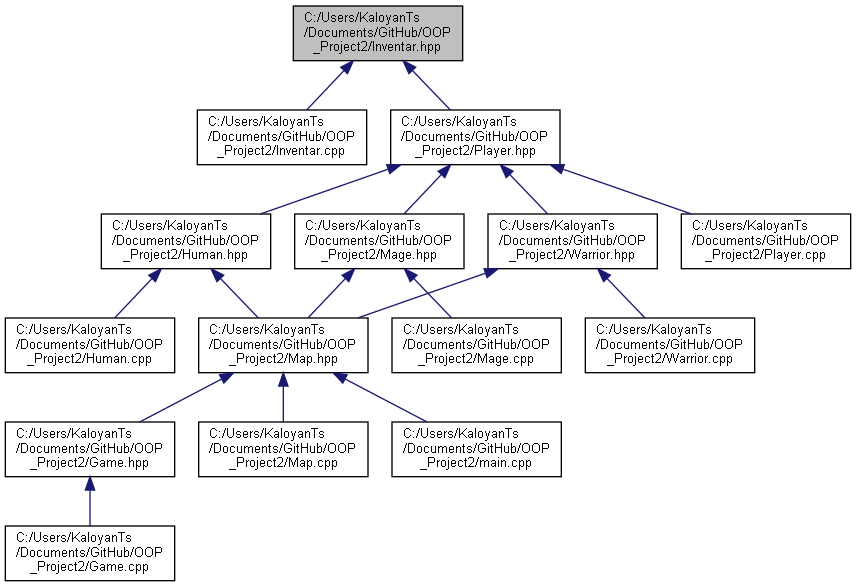 C:/Users/KaloyanTs
/Documents/GitHub/OOP
_Project2/Inventar.hpp
C:/Users/KaloyanTs
/Documents/GitHub/OOP
_Project2/Inventar.cpp
C:/Users/KaloyanTs
/Documents/GitHub/OOP
_Project2/Player.hpp
C:/Users/KaloyanTs
/Documents/GitHub/OOP
_Project2/Human.hpp
C:/Users/KaloyanTs
/Documents/GitHub/OOP
_Project2/Mage.hpp
C:/Users/KaloyanTs
/Documents/GitHub/OOP
_Project2/Warrior.hpp
C:/Users/KaloyanTs
/Documents/GitHub/OOP
_Project2/Player.cpp
C:/Users/KaloyanTs
/Documents/GitHub/OOP
_Project2/Human.cpp
C:/Users/KaloyanTs
/Documents/GitHub/OOP
_Project2/Map.hpp
C:/Users/KaloyanTs
/Documents/GitHub/OOP
_Project2/Mage.cpp
C:/Users/KaloyanTs
/Documents/GitHub/OOP
_Project2/Warrior.cpp
C:/Users/KaloyanTs
/Documents/GitHub/OOP
_Project2/Game.hpp
C:/Users/KaloyanTs
/Documents/GitHub/OOP
_Project2/Map.cpp
C:/Users/KaloyanTs
/Documents/GitHub/OOP
_Project2/main.cpp
C:/Users/KaloyanTs
/Documents/GitHub/OOP
_Project2/Game.cpp